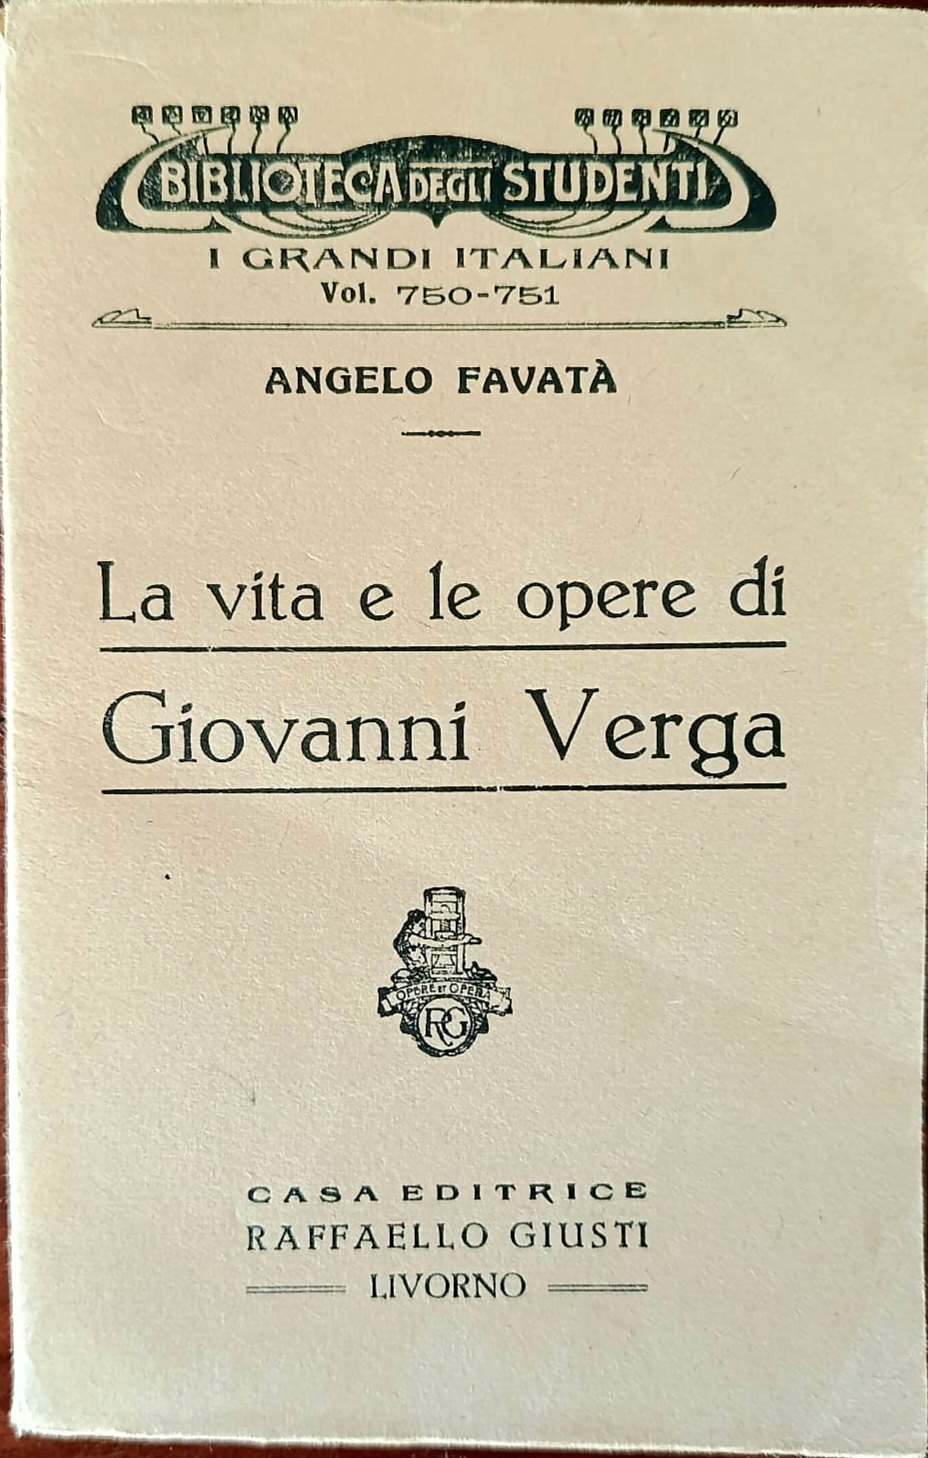 BIBLIOTECA DEGLI STUDENTI
I GRANDI ITALIANI
Vol. 750-751
ANGELO FAVATÀ
La vita e le opere di
Giovanni Verga
OPERE ET OPERA
RG
CASA EDITRICE
RAFFAELLO GIUSTI
LIVORNO